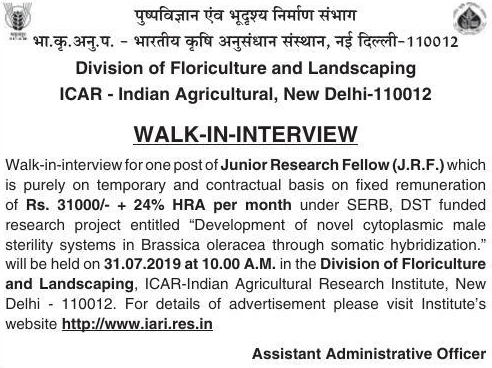 पुष्पविज्ञान एंव भूदृश्य निर्माण संभाग
भा.कृ.अनु.प. – भारतीय कृषि अनुसंधान संस्थान, नई दिल्ली-110012
Division of Floriculture and Landscaping
ICAR - Indian Agricultural, New Delhi-110012
WALK-IN-INTERVIEW
Walk-in-interview for one post of Junior Research Fellow (J.R.F.) which
is purely on temporary and contractual basis on fixed remuneration
of Rs. 31000/- + 24% HRA per month under SERB, DST funded
research project entitled “Development of novel cytoplasmic male
sterility systems in Brassica oleracea through somatic hybridization.”
will be held on 31.07.2019 at 10.00 A.M. in the Division of Floriculture
and Landscaping, ICAR-Indian Agricultural Research Institute, New
Delhi - 110012. For details of advertisement please visit Institute's
website http://www.iari.res.in
Assistant Administrative Officer